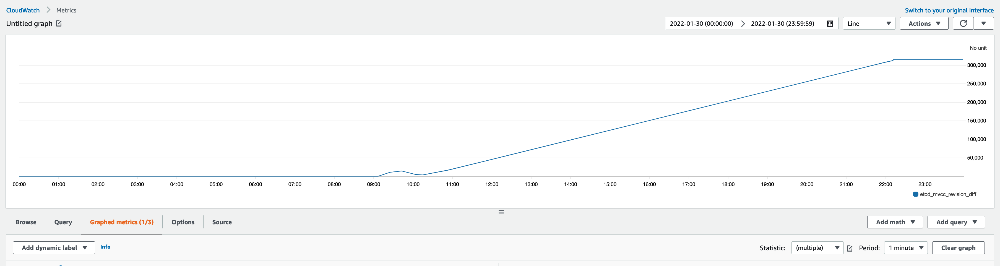 CloudWatch > Metrics
Switch to your original interface
Untitled graph
2022-01-30 (00:00:00) > 2022-01-30 (23:59:59)
Line
Actions
No unit
300,000
250,000
200,000
150,000
100,000
50,000
00:00 01:00 02:00 03:00 04:00 05:00 06:00 07:00 08:00 09:00 10:00 11:00 12:00 13:00 14:00 15:00 16:00 17:00 18:00 19:00 20:00 21:00 22:00 23:00
etcd_mvcc_revision_diff
Browse Query Graphed metrics (1/3) Options Source
Add math Add query
Add dynamic label Info
Statistic: (multiple) Period: 1 minute Clear graph